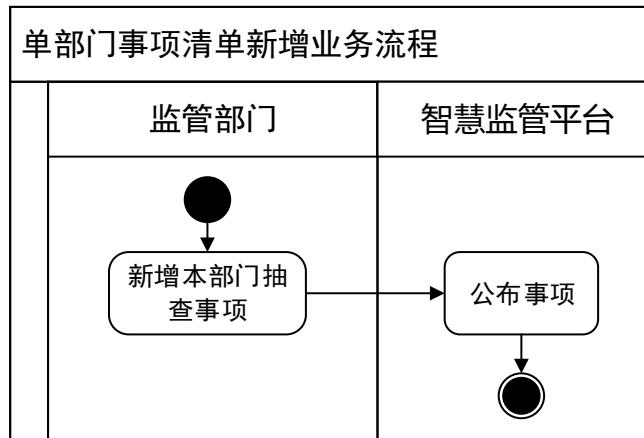 单部门事项清单新增业务流程
监管部门
智慧监管平台
新增本部门抽
查事项
公布事项